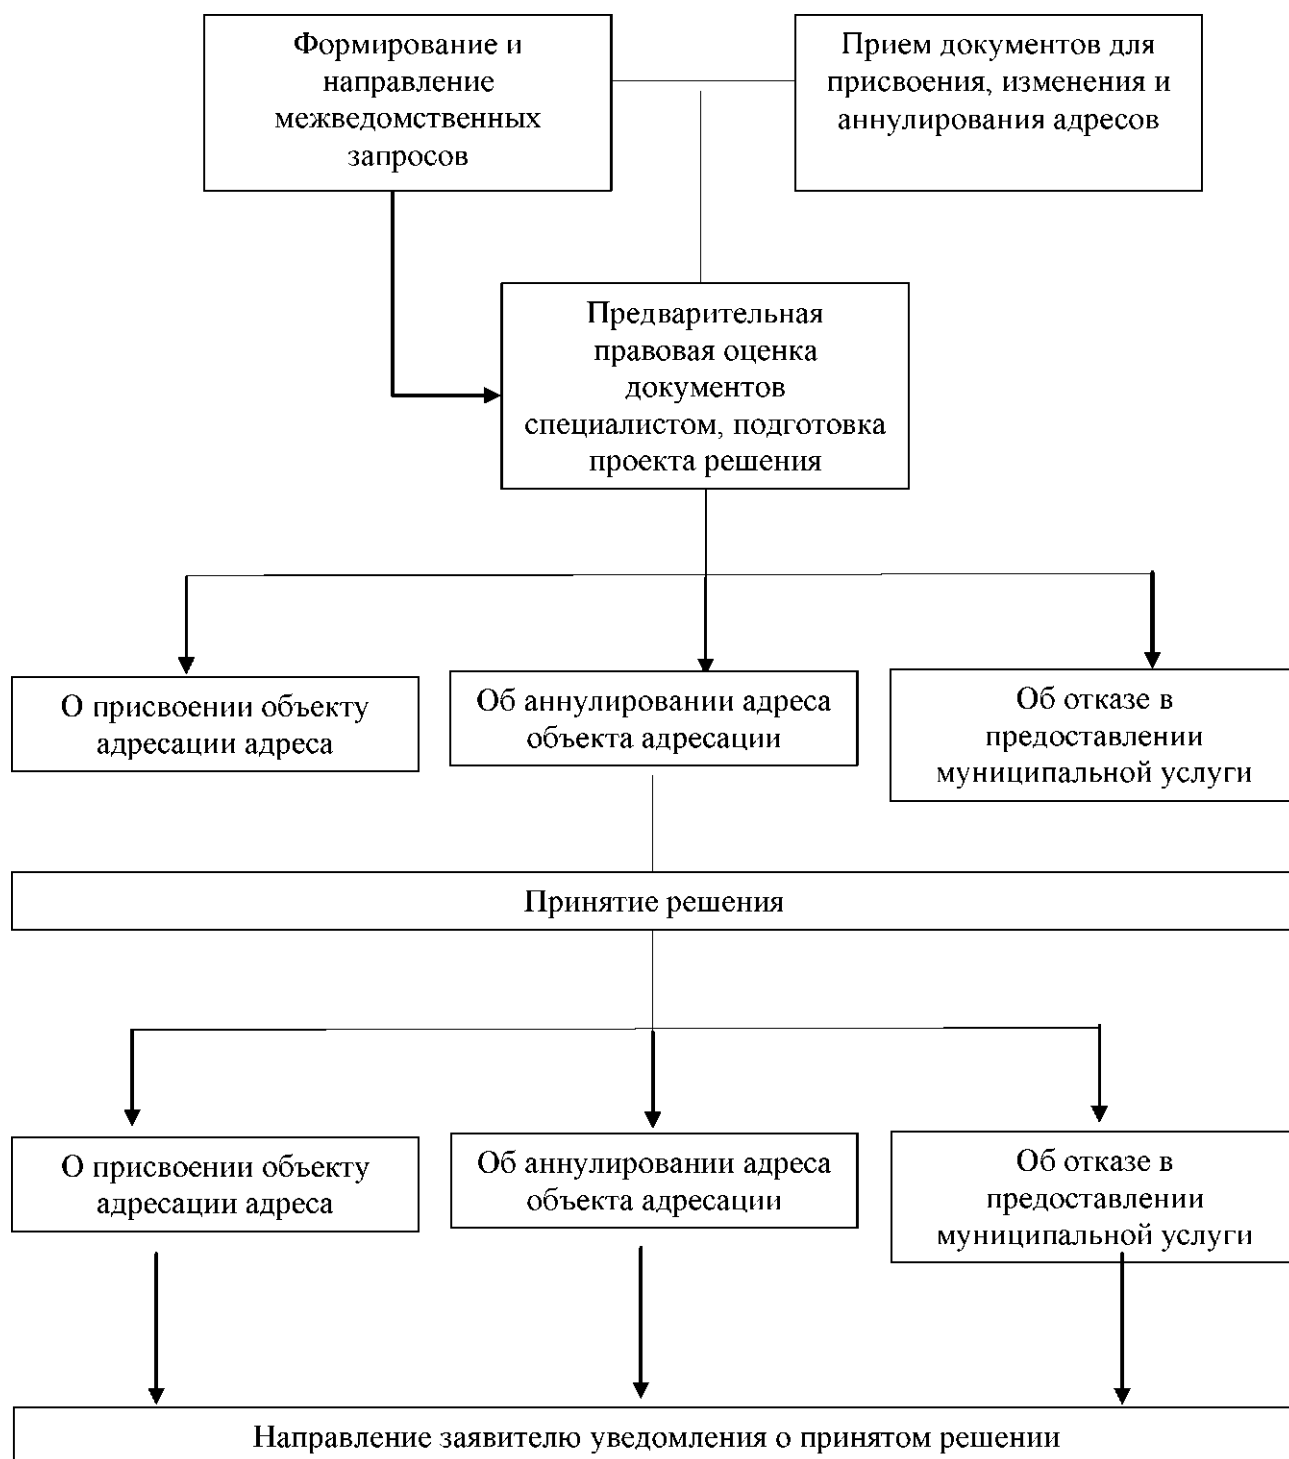 Формирование и
направление
межведомственных
запросов
Прием документов для
присвоения, изменения и
аннулирования адресов
Предварительная
правовая оценка
документов
специалистом, подготовка
проекта решения
О присвоении объекту
адресации адреса
Об аннулировании адреса
объекта адресации
Об отказе в
предоставлении
муниципальной услуги
Принятие решения
О присвоении объекту
адресации адреса
Об аннулировании адреса
объекта адресации
Об отказе в
предоставлении
муниципальной услуги
Направление заявителю уведомления о принятом решении